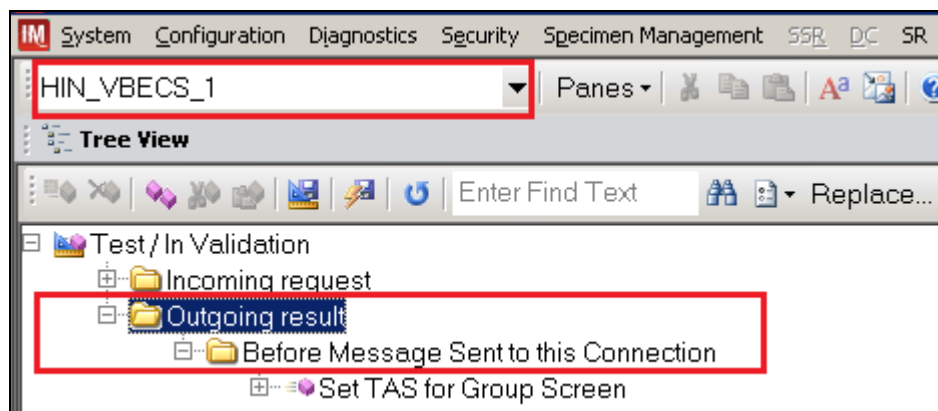 IM System Configuration Diagnostics Security Specimen Management SSR DC SR
HIN_VBECS_1 Panes Aa
Tree View
Enter Find Text Replace...
Test / In Validation
Incoming request
Outgoing result
Before Message Sent to this Connection
Set TAS for Group Screen